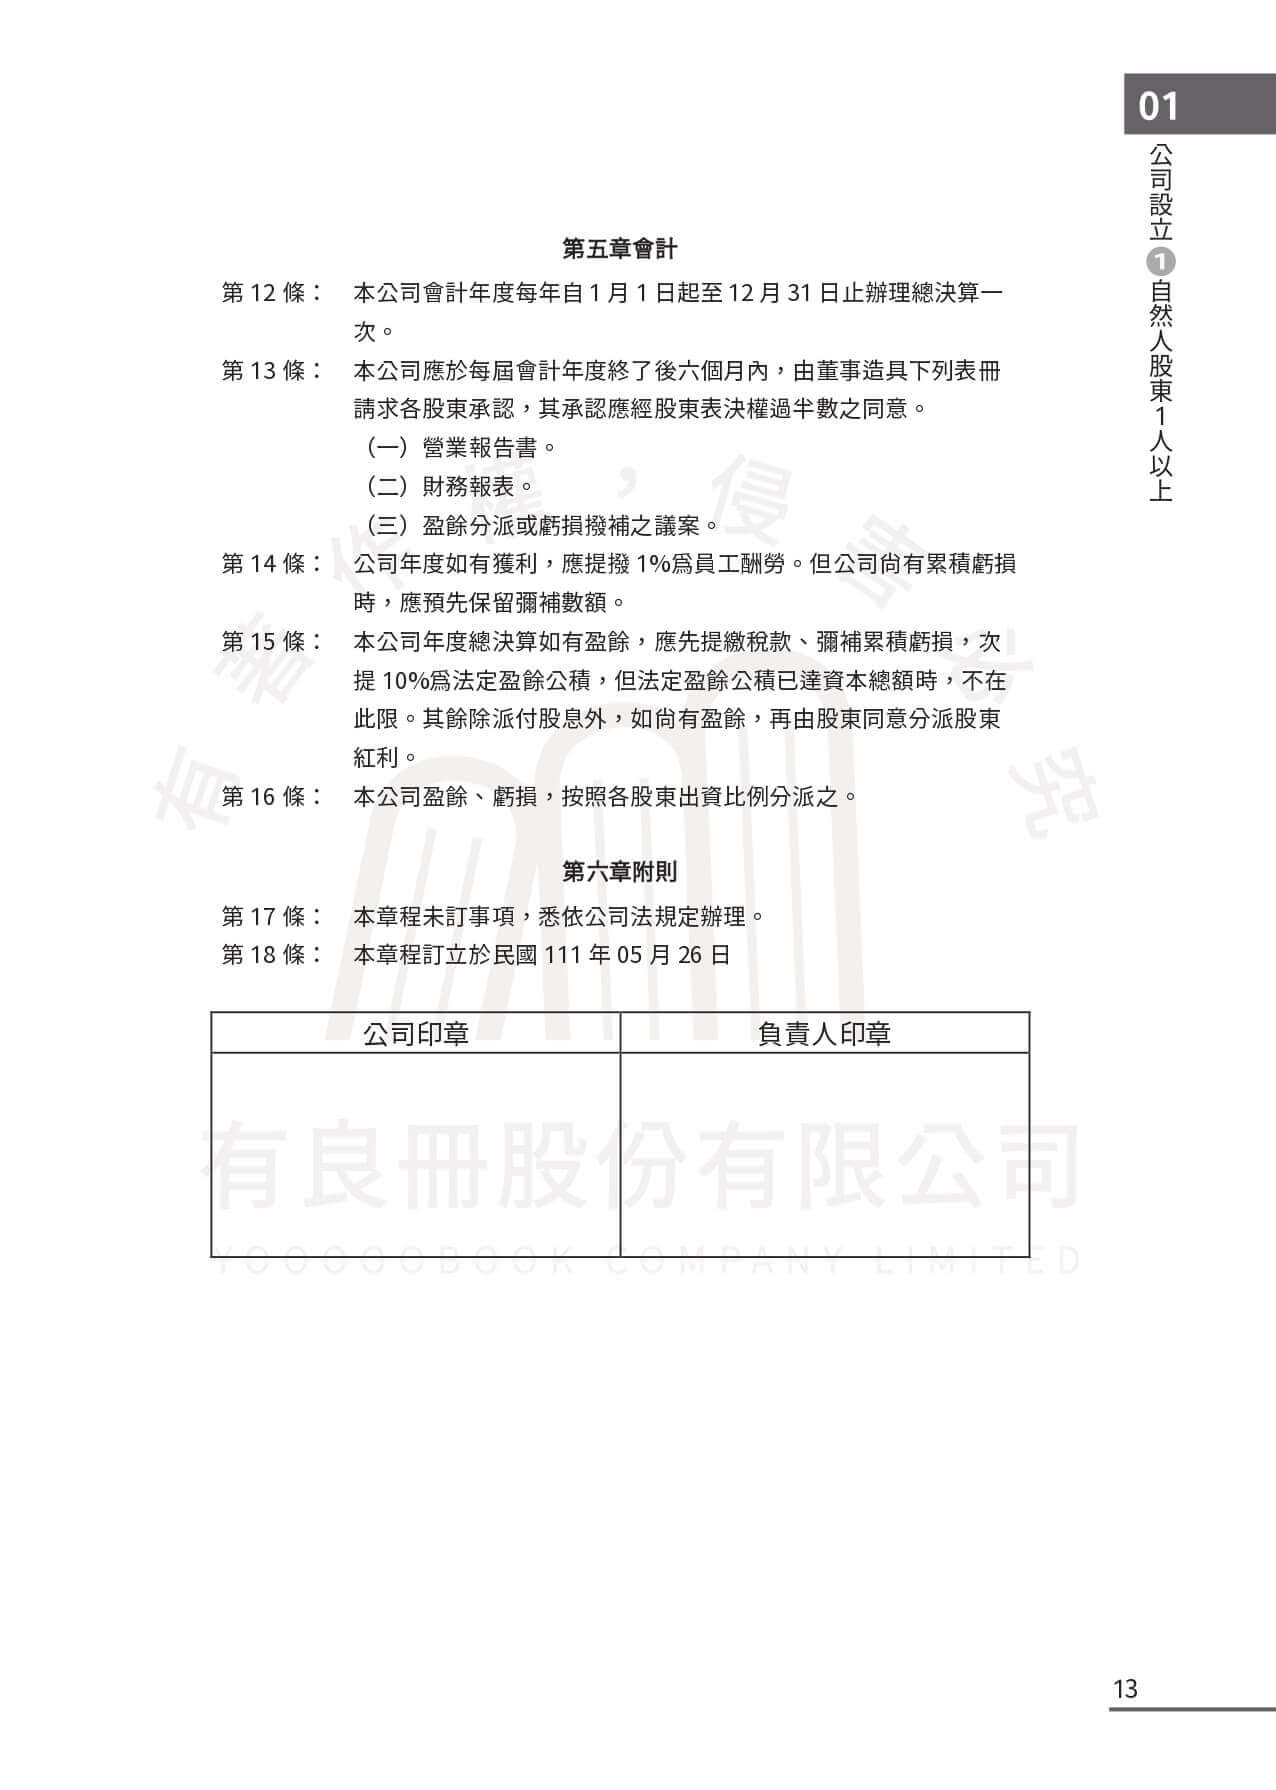 01
公司設立❶自然人股東1人以上
第五章會計
第 12 條： 本公司會計年度每年自 1 月 1 日起至 12 月 31 日止辦理總決算一
次。
第 13 條： 本公司應於每屆會計年度終了後六個月內，由董事造具下列表冊
請求各股東承認，其承認應經股東表決權過半數之同意。
（一）營業報告書。
（二）財務報表。
（三）盈餘分派或虧損撥補之議案。
第 14 條： 公司年度如有獲利，應提撥 1%為員工酬勞。但公司尚有累積虧損
時，應預先保留彌補數額。
第 15 條： 本公司年度總決算如有盈餘，應先提繳稅款、彌補累積虧損，次
提 10%為法定盈餘公積，但法定盈餘公積已達資本總額時，不在
此限。其餘除派付股息外，如尚有盈餘，再由股東同意分派股東
紅利。
第 16 條： 本公司盈餘、虧損，按照各股東出資比例分派之。
第六章附則
第 17 條： 本章程未訂事項，悉依公司法規定辦理。
第 18 條： 本章程訂立於民國 111 年 05 月 26 日
公司印章 負責人印章
有著作權，侵害必究
有良冊股份有限公司
YOOOOOBOOK COMPANY LIMITED
13